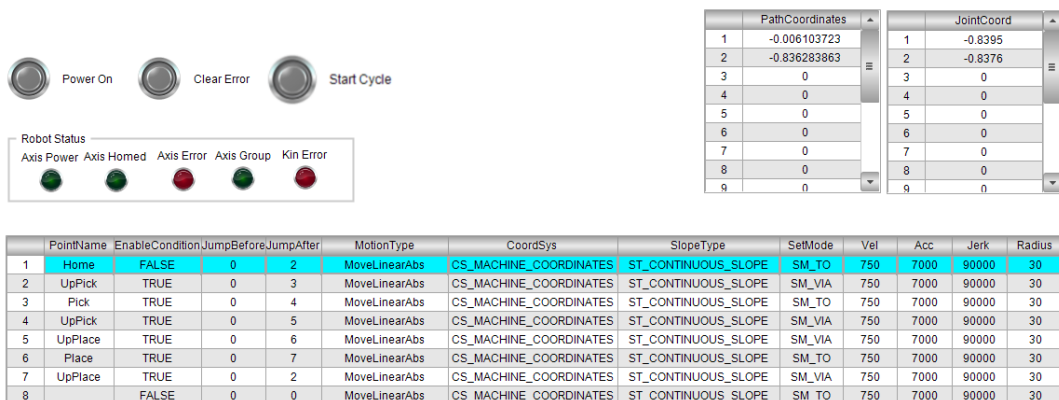 PathCoordinates
1 -0.006103723
2 -0.836283863
3 0
4 0
5 0
6 0
7 0
8 0
9 0
JointCoord
1 -0.8395
2 -0.8376
3 0
4 0
5 0
6 0
7 0
8 0
9 0
Power On Clear Error Start Cycle
Robot Status
Axis Power Axis Homed Axis Error Axis Group Kin Error
PointName EnableCondition JumpBefore JumpAfter MotionType CoordSys SlopeType SetMode Vel Acc Jerk Radius
1 Home FALSE 0 2 MoveLinearAbs CS_MACHINE_COORDINATES ST_CONTINUOUS_SLOPE SM_TO 750 7000 90000 30
2 UpPick TRUE 0 3 MoveLinearAbs CS_MACHINE_COORDINATES ST_CONTINUOUS_SLOPE SM_VIA 750 7000 90000 30
3 Pick TRUE 0 4 MoveLinearAbs CS_MACHINE_COORDINATES ST_CONTINUOUS_SLOPE SM_TO 750 7000 90000 30
4 UpPick TRUE 0 5 MoveLinearAbs CS_MACHINE_COORDINATES ST_CONTINUOUS_SLOPE SM_VIA 750 7000 90000 30
5 UpPlace TRUE 0 6 MoveLinearAbs CS_MACHINE_COORDINATES ST_CONTINUOUS_SLOPE SM_VIA 750 7000 90000 30
6 Place TRUE 0 7 MoveLinearAbs CS_MACHINE_COORDINATES ST_CONTINUOUS_SLOPE SM_TO 750 7000 90000 30
7 UpPlace TRUE 0 2 MoveLinearAbs CS_MACHINE_COORDINATES ST_CONTINUOUS_SLOPE SM_VIA 750 7000 90000 30
8 FALSE 0 0 MoveLinearAbs CS_MACHINE_COORDINATES ST_CONTINUOUS_SLOPE SM_TO 750 7000 90000 30